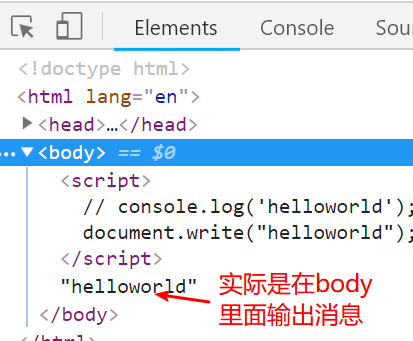 Elements Console Sou
<!doctype html>
<html lang="en">
<head>…</head>
<body> == $0
<script>
// console.log('helloworld');
document.write("helloworld");
</script>
"helloworld"
实际是在body
里面输出消息
</body>
</html>